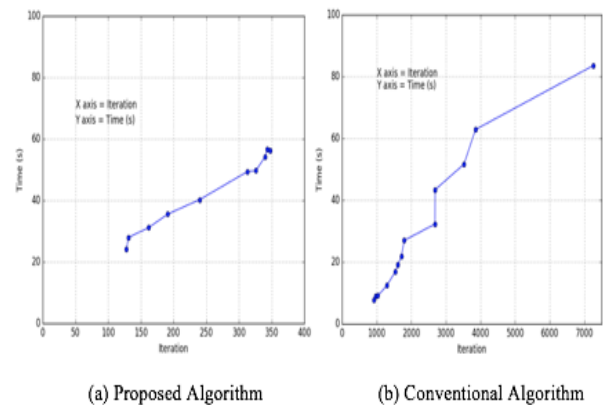 100
80
60
40
20
0
Time (s)
X axis = Iteration
Y axis = Time (s)
0 50 100 150 200 250 300 350 400
Iteration
(a) Proposed Algorithm
100
80
60
40
20
0
Time (s)
X axis = Iteration
Y axis = Time (s)
0 1000 2000 3000 4000 5000 6000 7000
Iteration
(b) Conventional Algorithm